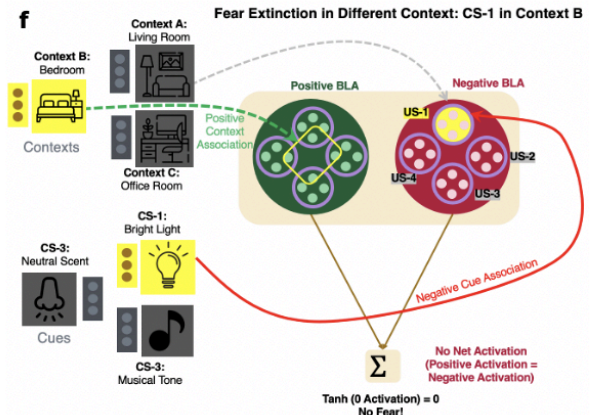 f
Fear Extinction in Different Context: CS-1 in Context B
Context A:
Living Room
Context B:
Bedroom
Contexts
Context C:
Office Room
Positive
Context
Association
Positive BLA
Negative BLA
US-1
US-2
US-4
US-3
CS-1:
Bright Light
CS-3:
Neutral Scent
Cues
CS-3:
Musical Tone
Negative Cue Association
Σ
No Net Activation
(Positive Activation =
Negative Activation)
Tanh (0 Activation) = 0
No Fear!